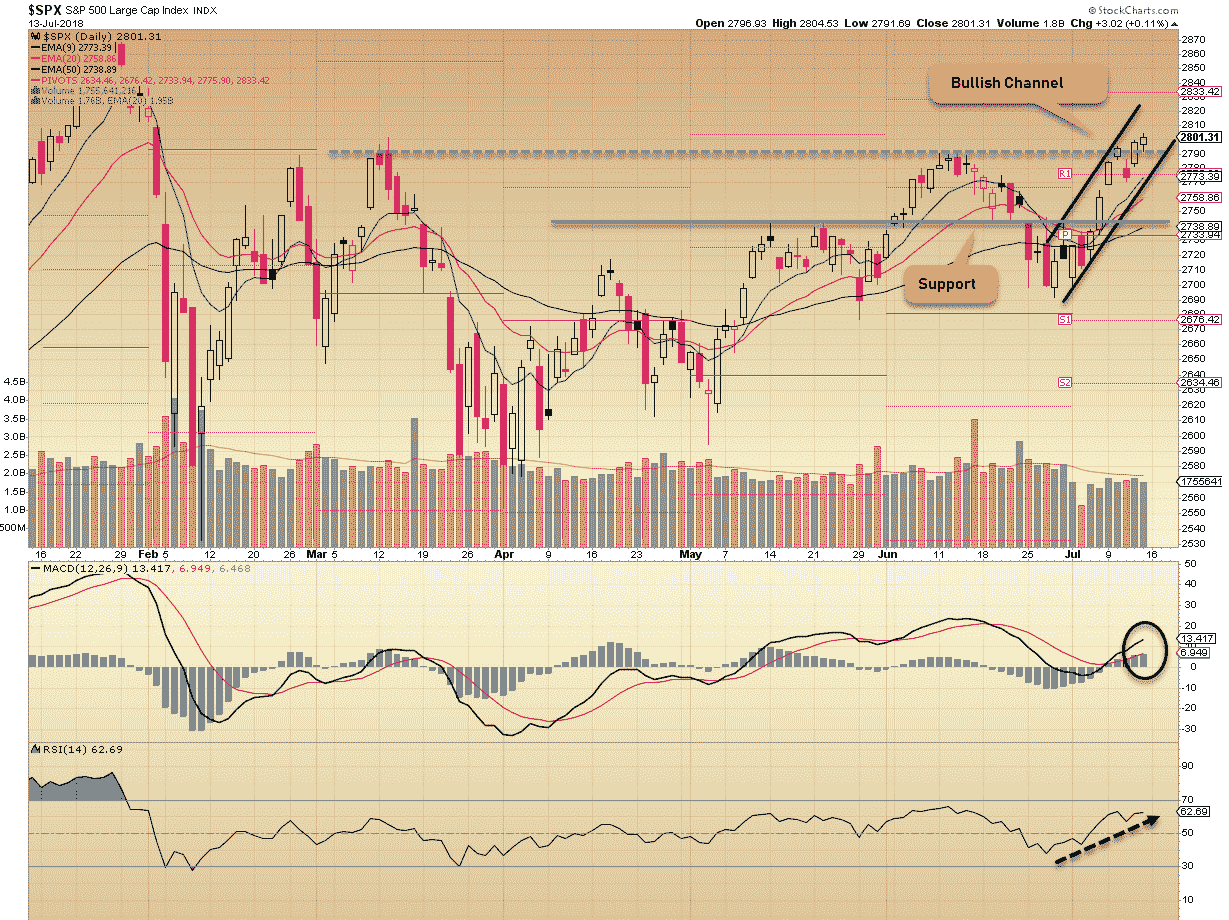 $SPX S&P 500 Large Cap Index INDX
© StockCharts.com
13-Jul-2018
Open 2796.93 High 2804.53 Low 2791.69 Close 2801.31 Volume 1.8B Chg +3.02 (+0.11%)
$SPX (Daily) 2801.31
EMA(9) 2773.39
EMA(20) 2758.86
EMA(50) 2738.89
PIVOTS 2634.46, 2676.42, 2733.94, 2775.90, 2833.42
Volume 1,755,641,216
Volume 1.76B, EMA(20) 1.95B
Bullish Channel
Support
R1
P
S1
S2
2870
2860
2850
2840
2833.42
2820
2810
2801.31
2790
2773.39
2758.86
2750
2738.89
2733.94
2720
2710
2700
2690
2676.42
2670
2660
2650
2640
2634.46
2630
2620
2610
2600
2590
2580
1755641
2560
2550
2540
2530
4.5B
4.0B
3.5B
3.0B
2.5B
2.0B
1.5B
1.0B
500M
16 22 29 Feb 5 12 20 26 Mar 5 12 19 26 Apr 9 16 23 May 7 14 21 29 Jun 11 18 25 Jul 9 16
MACD(12,26,9) 13.417, 6.949, 6.468
50
40
30
20
13.417
6.949
0
-10
-20
-30
RSI(14) 62.69
90
70
62.69
50
30
10